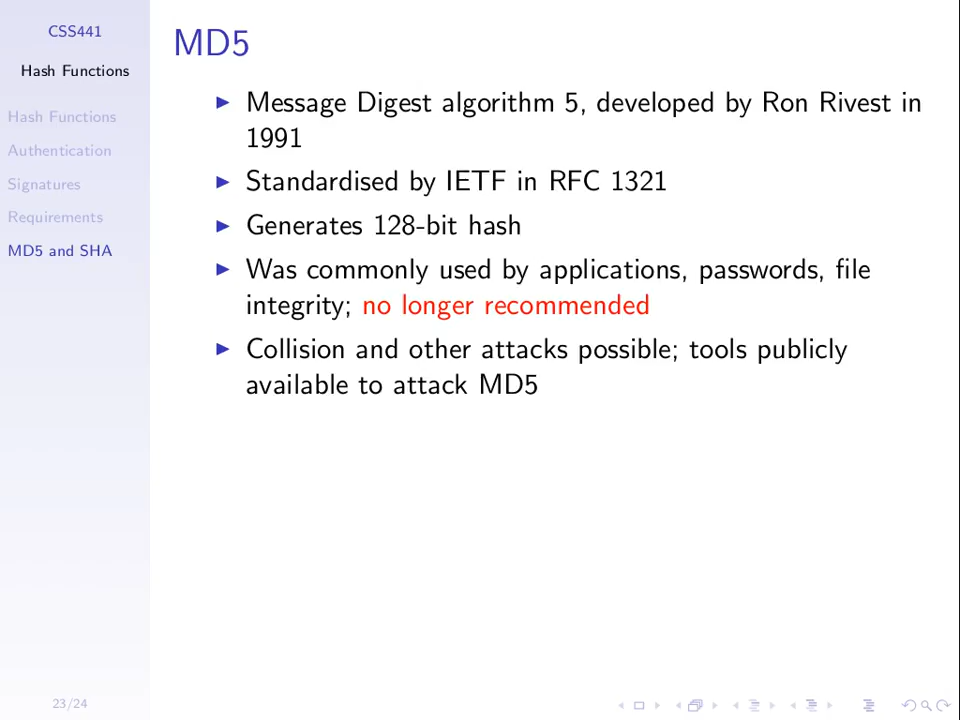 CSS441
Hash Functions
Hash Functions
Authentication
Signatures
Requirements
MD5 and SHA
23/24
MD5
Message Digest algorithm 5, developed by Ron Rivest in
1991
Standardised by IETF in RFC 1321
Generates 128-bit hash
Was commonly used by applications, passwords, file
integrity; no longer recommended
Collision and other attacks possible; tools publicly
available to attack MD5